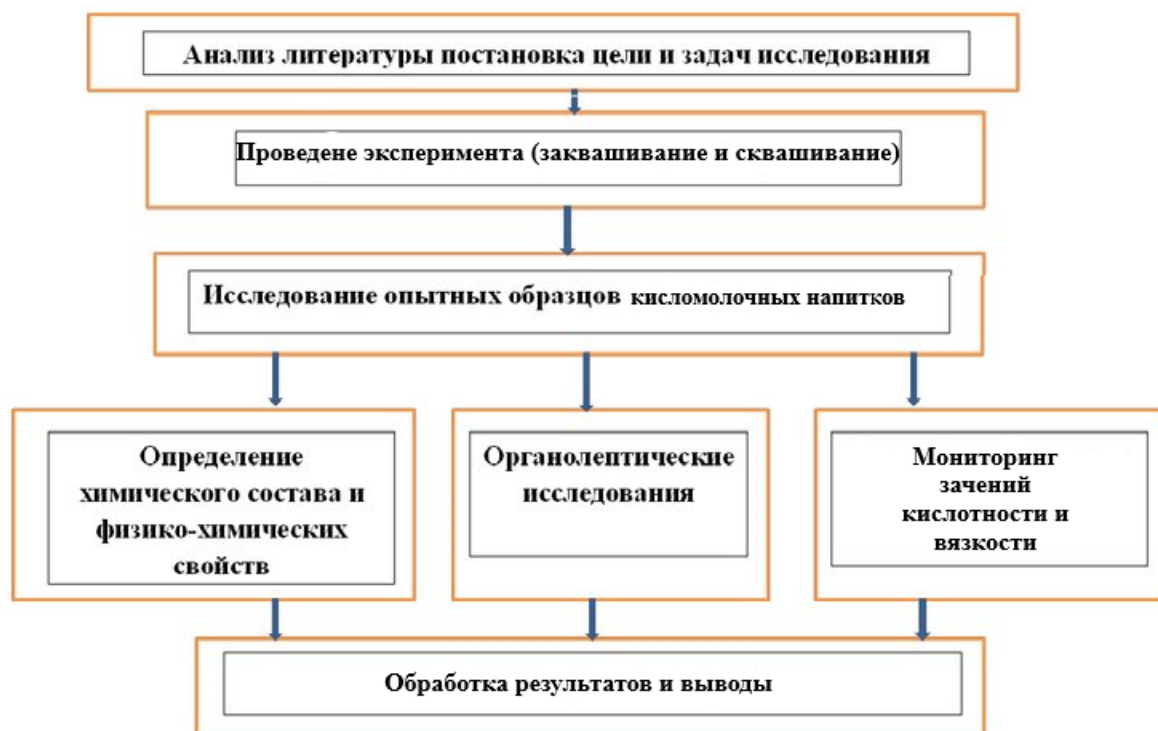 Анализ литературы постановка цели и задач исследования
Проведене эксперимента (заквашивание и сквашивание)
Исследование опытных образцов кисломолочных напитков
Определение
химического состава и
физико-химических
свойств
Органолептические
исследования
Мониторинг
зачений
кислотности и
вязкости
Обработка результатов и выводы